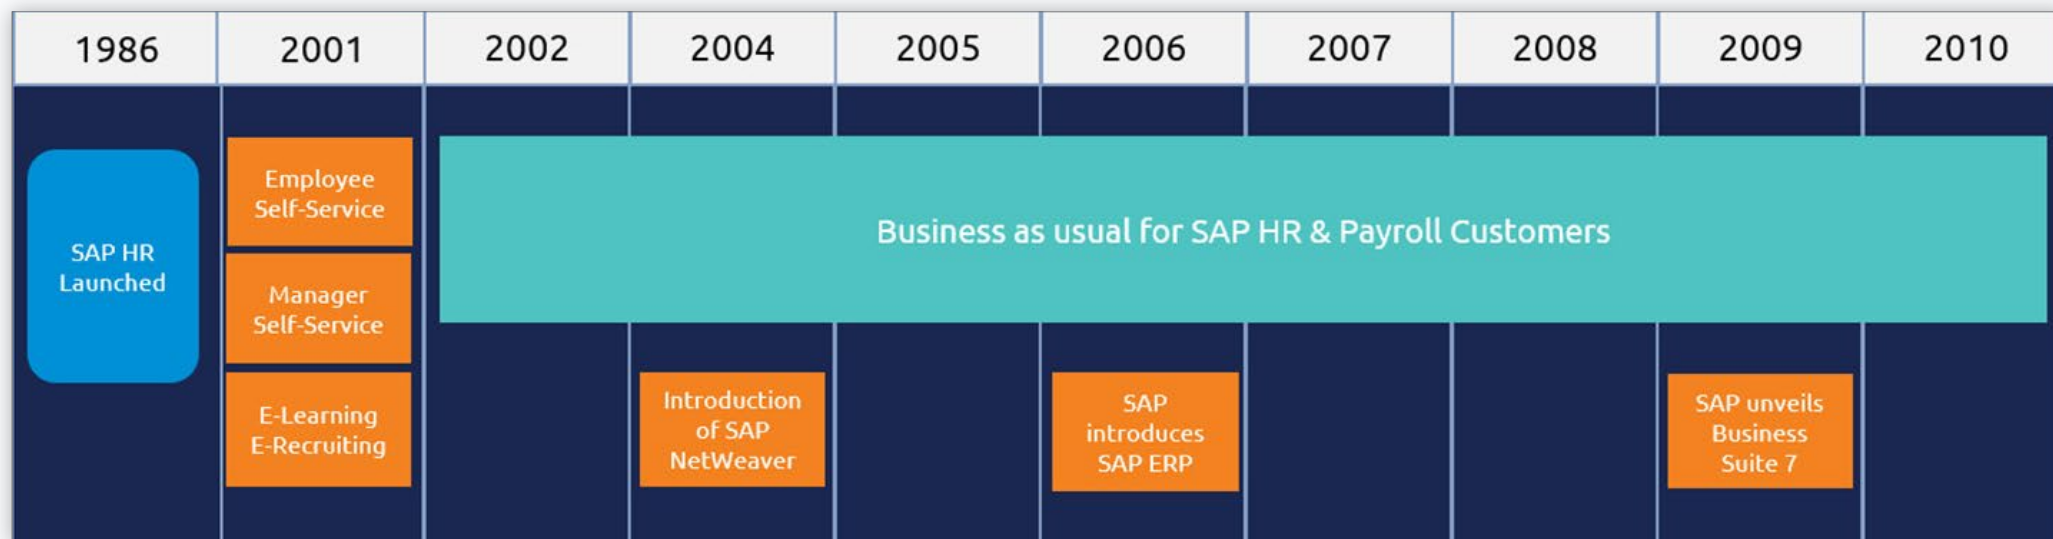 1986 2001 2002 2004 2005 2006 2007 2008 2009 2010
SAP HR
Launched
Employee
Self-Service
Manager
Self-Service
E-Learning
E-Recruiting
Business as usual for SAP HR & Payroll Customers
Introduction
of SAP
NetWeaver
SAP
introduces
SAP ERP
SAP unveils
Business
Suite 7